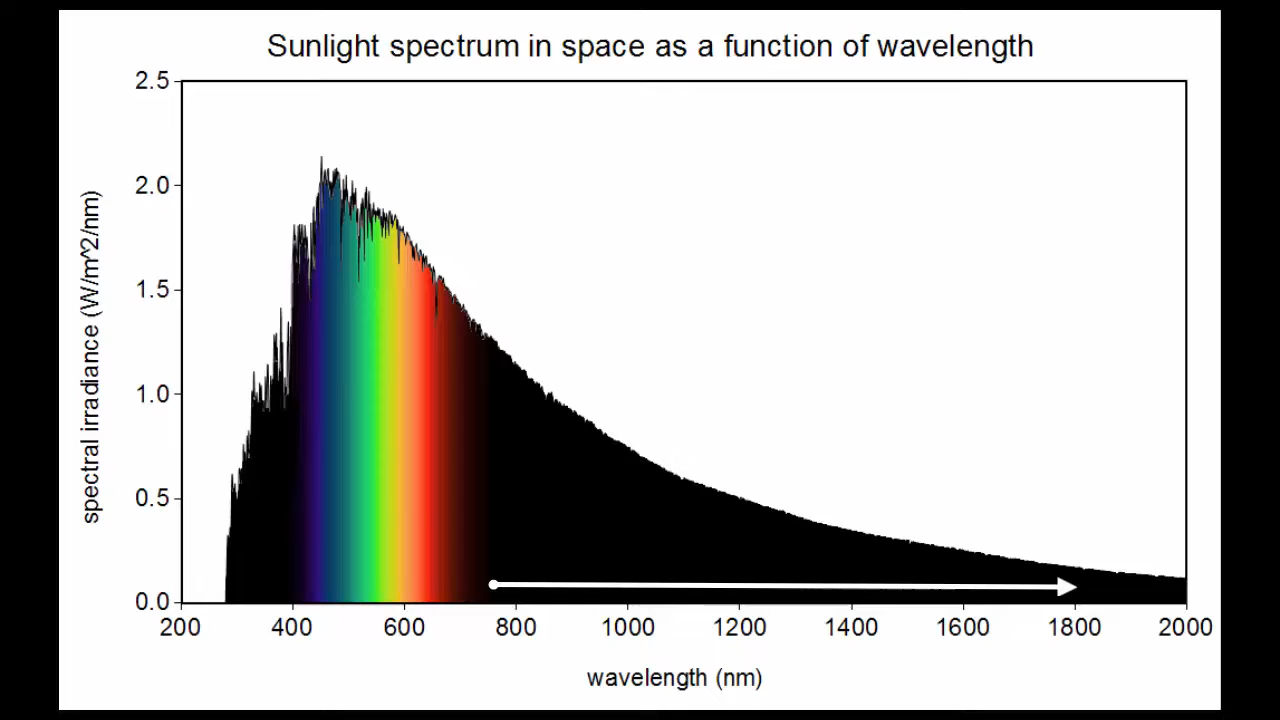 Sunlight spectrum in space as a function of wavelength
2.5
2.0
1.5
1.0
0.5
0.0
spectral irradiance (W/m^2/nm)
200 400 600 800 1000 1200 1400 1600 1800 2000
wavelength (nm)